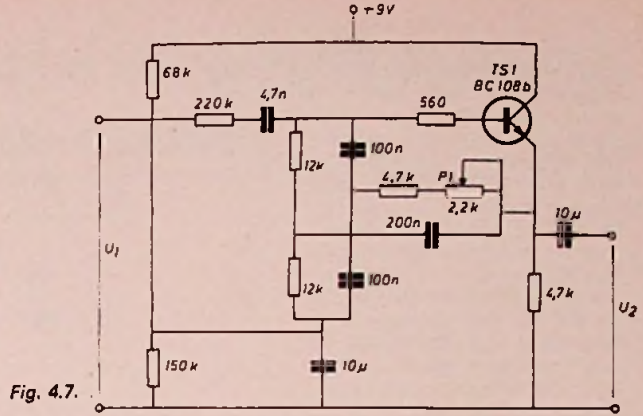 +9V
68k
TS1
BC108b
220k
4,7n
560
12k
100n
4,7k
P1
2,2k
200n
10µ
U1
12k
100n
4,7k
U2
150k
10µ
Fig. 4.7.